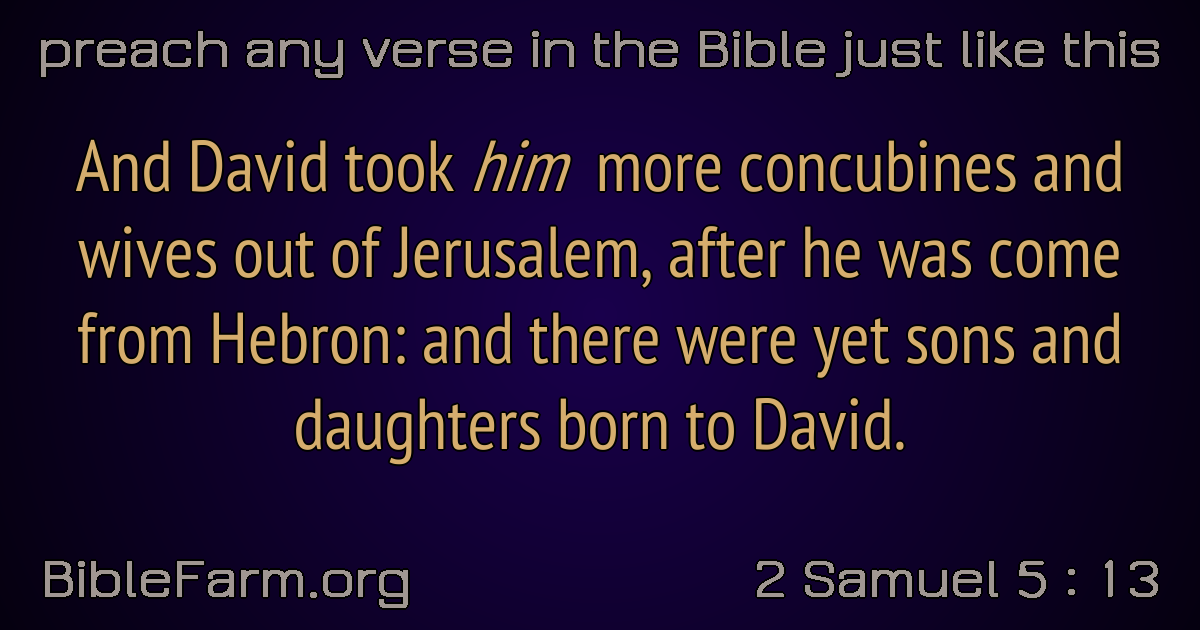 preach any verse in the Bible just like this
And David took him more concubines and
wives out of Jerusalem, after he was come
from Hebron: and there were yet sons and
daughters born to David.
BibleFarm.org
2 Samuel 5 : 13